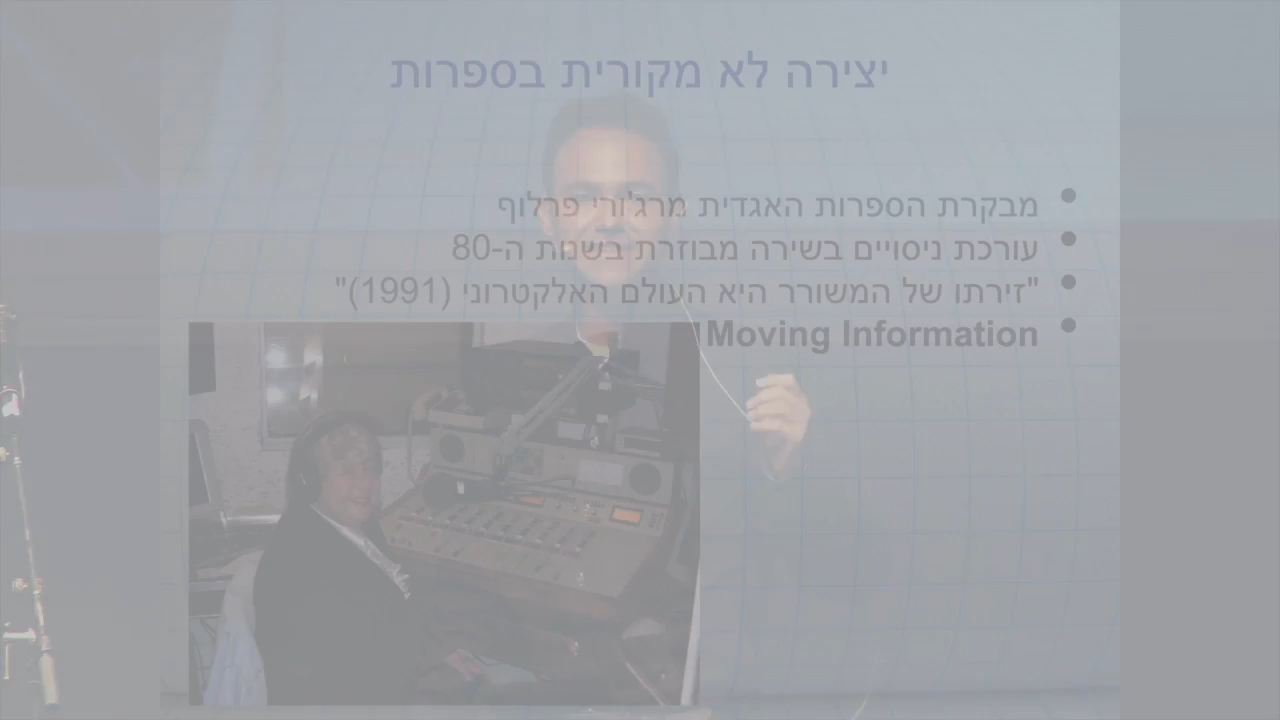 יצירה לא מקורית בספרות
• מבקרת הספרות האגדית מרג'ורי פרלוף
• עורכת ניסויים בשירה מבוזרת בשנות ה-80
• "זירתו של המשורר היא העולם האלקטרוני (1991)"
• Moving Information